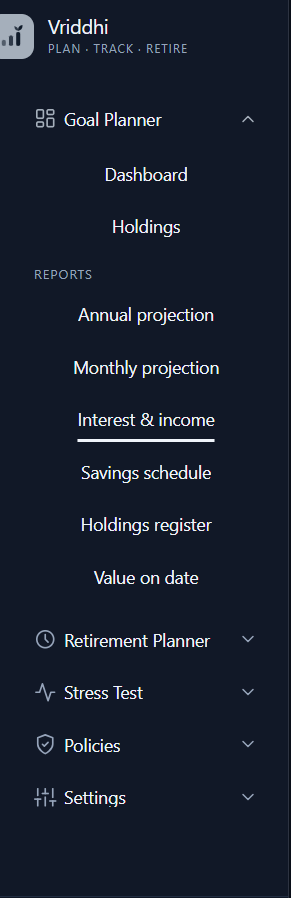 Vriddhi
PLAN · TRACK · RETIRE
Goal Planner
Dashboard
Holdings
REPORTS
Annual projection
Monthly projection
Interest & income
Savings schedule
Holdings register
Value on date
Retirement Planner
Stress Test
Policies
Settings